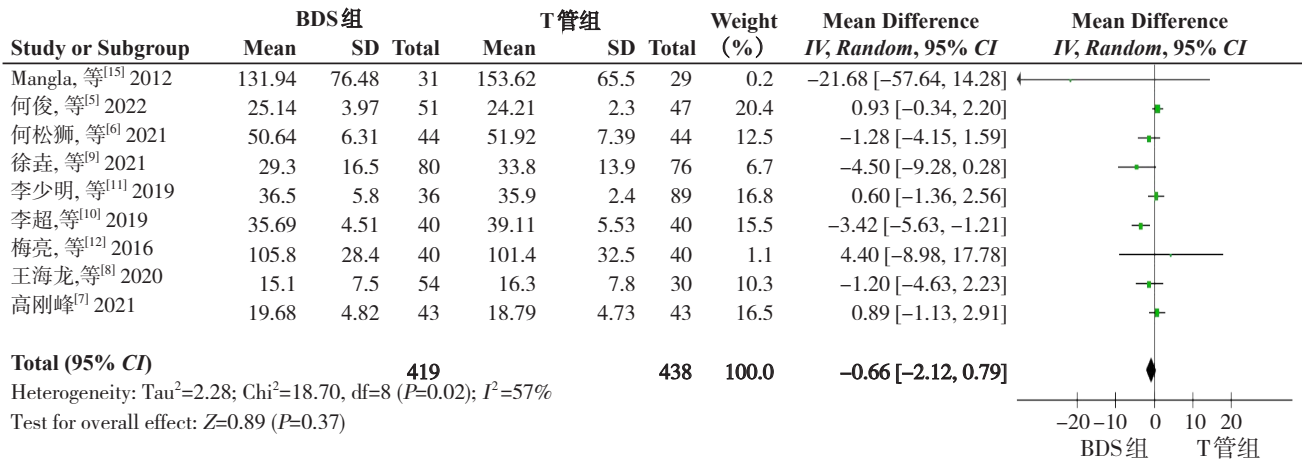 BDS组 T管组 Weight Mean Difference Mean Difference
Study or Subgroup Mean SD Total Mean SD Total （%） IV, Random, 95% CI IV, Random, 95% CI
Mangla, 等[15] 2012 131.94 76.48 31 153.62 65.5 29 0.2 −21.68 [−57.64, 14.28]
何俊, 等[5] 2022 25.14 3.97 51 24.21 2.3 47 20.4 0.93 [−0.34, 2.20]
何松狮, 等[6] 2021 50.64 6.31 44 51.92 7.39 44 12.5 −1.28 [−4.15, 1.59]
徐垚, 等[9] 2021 29.3 16.5 80 33.8 13.9 76 6.7 −4.50 [−9.28, 0.28]
李少明, 等[11] 2019 36.5 5.8 36 35.9 2.4 89 16.8 0.60 [−1.36, 2.56]
李超,等[10] 2019 35.69 4.51 40 39.11 5.53 40 15.5 −3.42 [−5.63, −1.21]
梅亮, 等[12] 2016 105.8 28.4 40 101.4 32.5 40 1.1 4.40 [−8.98, 17.78]
王海龙,等[8] 2020 15.1 7.5 54 16.3 7.8 30 10.3 −1.20 [−4.63, 2.23]
高刚峰[7] 2021 19.68 4.82 43 18.79 4.73 43 16.5 0.89 [−1.13, 2.91]
Total (95% CI) 419 438 100.0 −0.66 [−2.12, 0.79]
Heterogeneity: Tau²=2.28; Chi²=18.70, df=8 (P=0.02); I²=57%
Test for overall effect: Z=0.89 (P=0.37)
−20 −10 0 10 20
BDS组 T管组